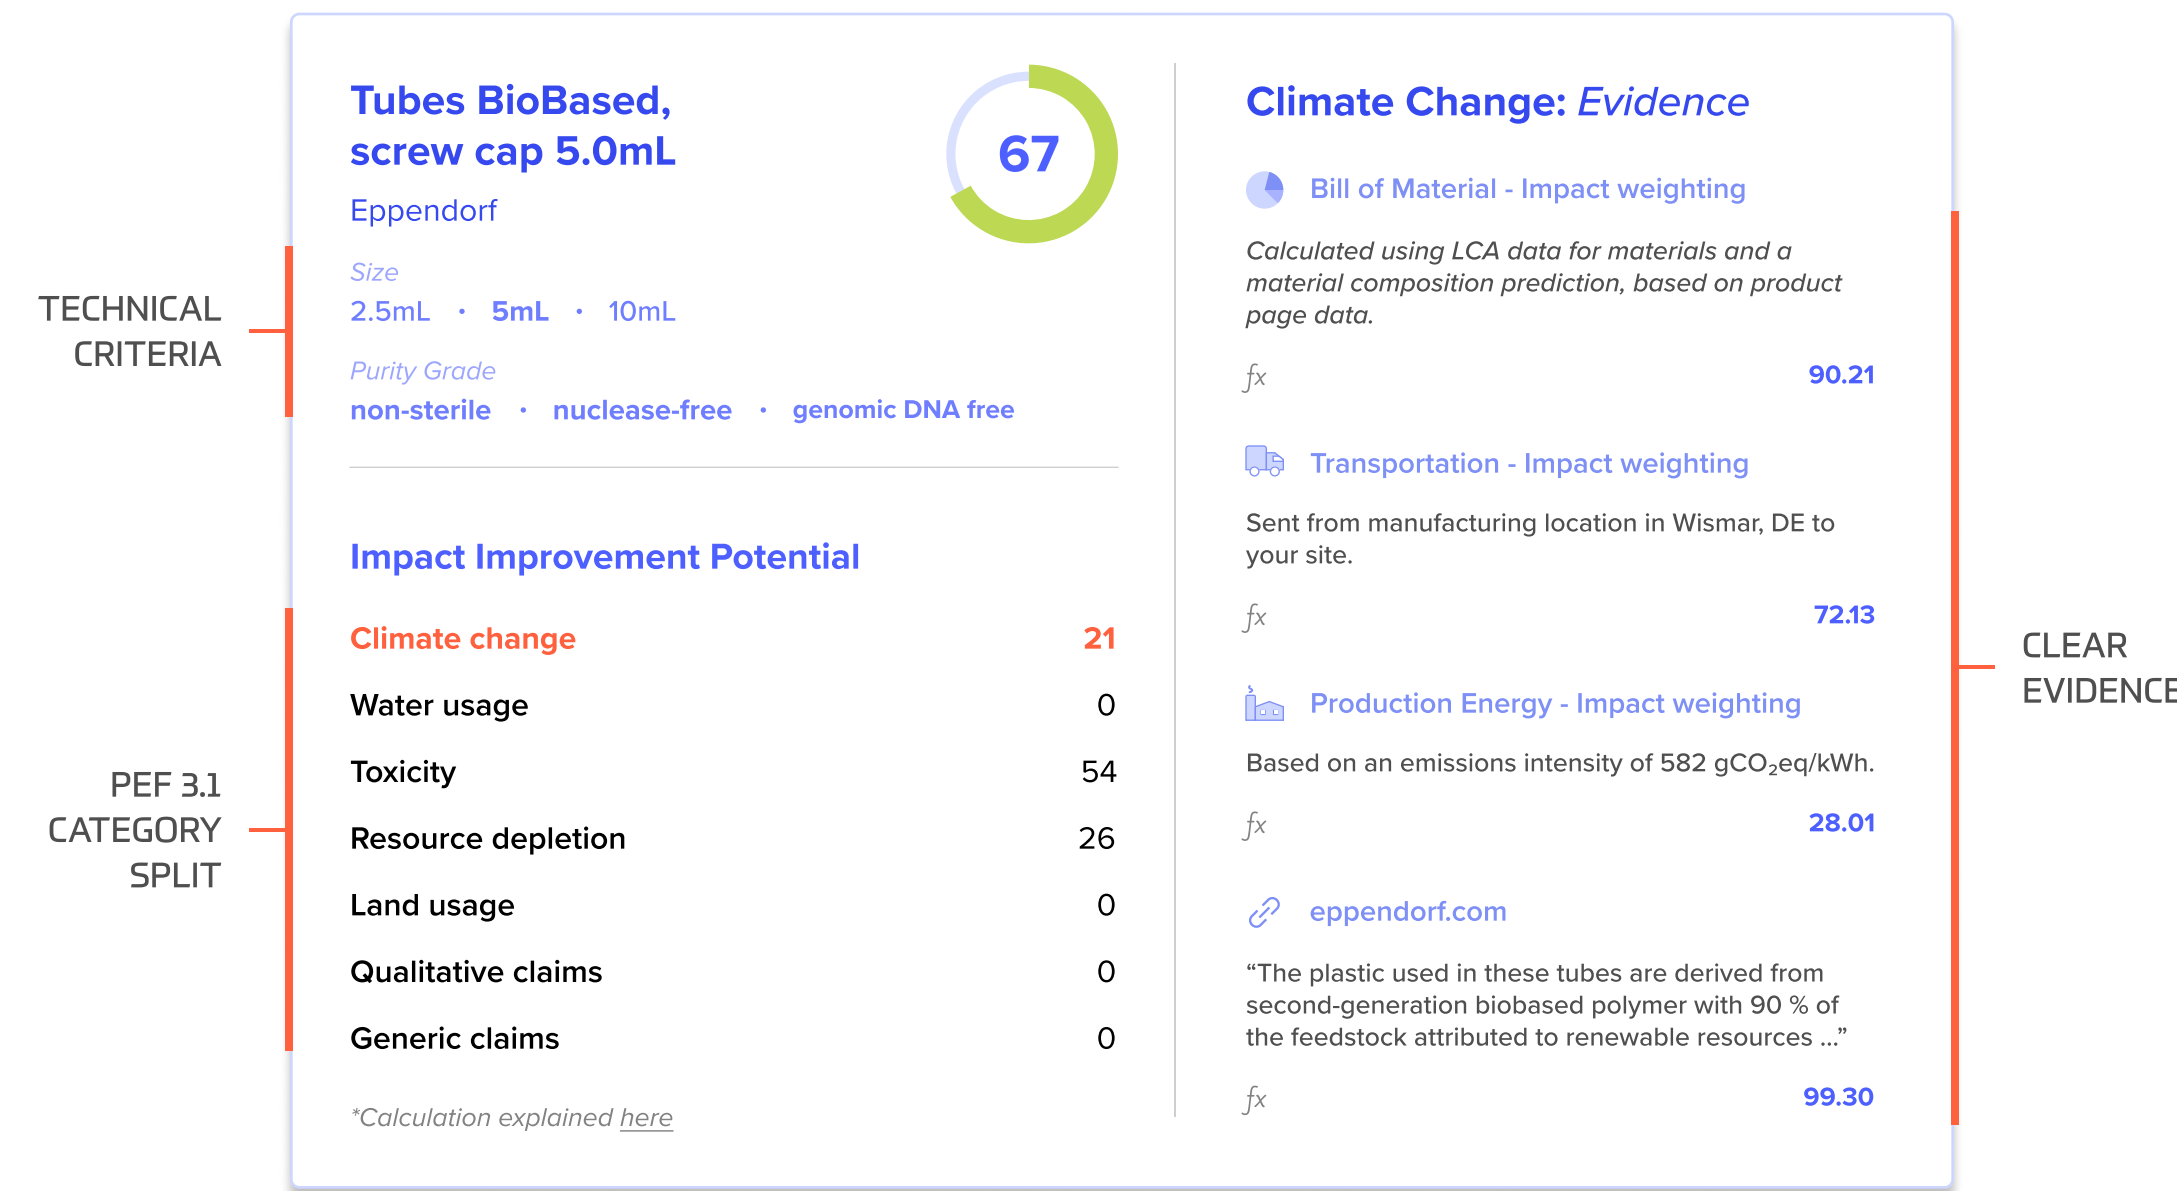 TECHNICAL
CRITERIA
PEF 3.1
CATEGORY
SPLIT
Tubes BioBased,
screw cap 5.0mL
Eppendorf
67
Size
2.5mL • 5mL • 10mL
Purity Grade
non-sterile • nuclease-free • genomic DNA free
Impact Improvement Potential
Climate change 21
Water usage 0
Toxicity 54
Resource depletion 26
Land usage 0
Qualitative claims 0
Generic claims 0
*Calculation explained here
Climate Change: Evidence
Bill of Material - Impact weighting
Calculated using LCA data for materials and a
material composition prediction, based on product
page data.
fx 90.21
Transportation - Impact weighting
Sent from manufacturing location in Wismar, DE to
your site.
fx 72.13
Production Energy - Impact weighting
Based on an emissions intensity of 582 gCO₂eq/kWh.
fx 28.01
eppendorf.com
“The plastic used in these tubes are derived from
second-generation biobased polymer with 90 % of
the feedstock attributed to renewable resources ...”
fx 99.30
CLEAR
EVIDENCE